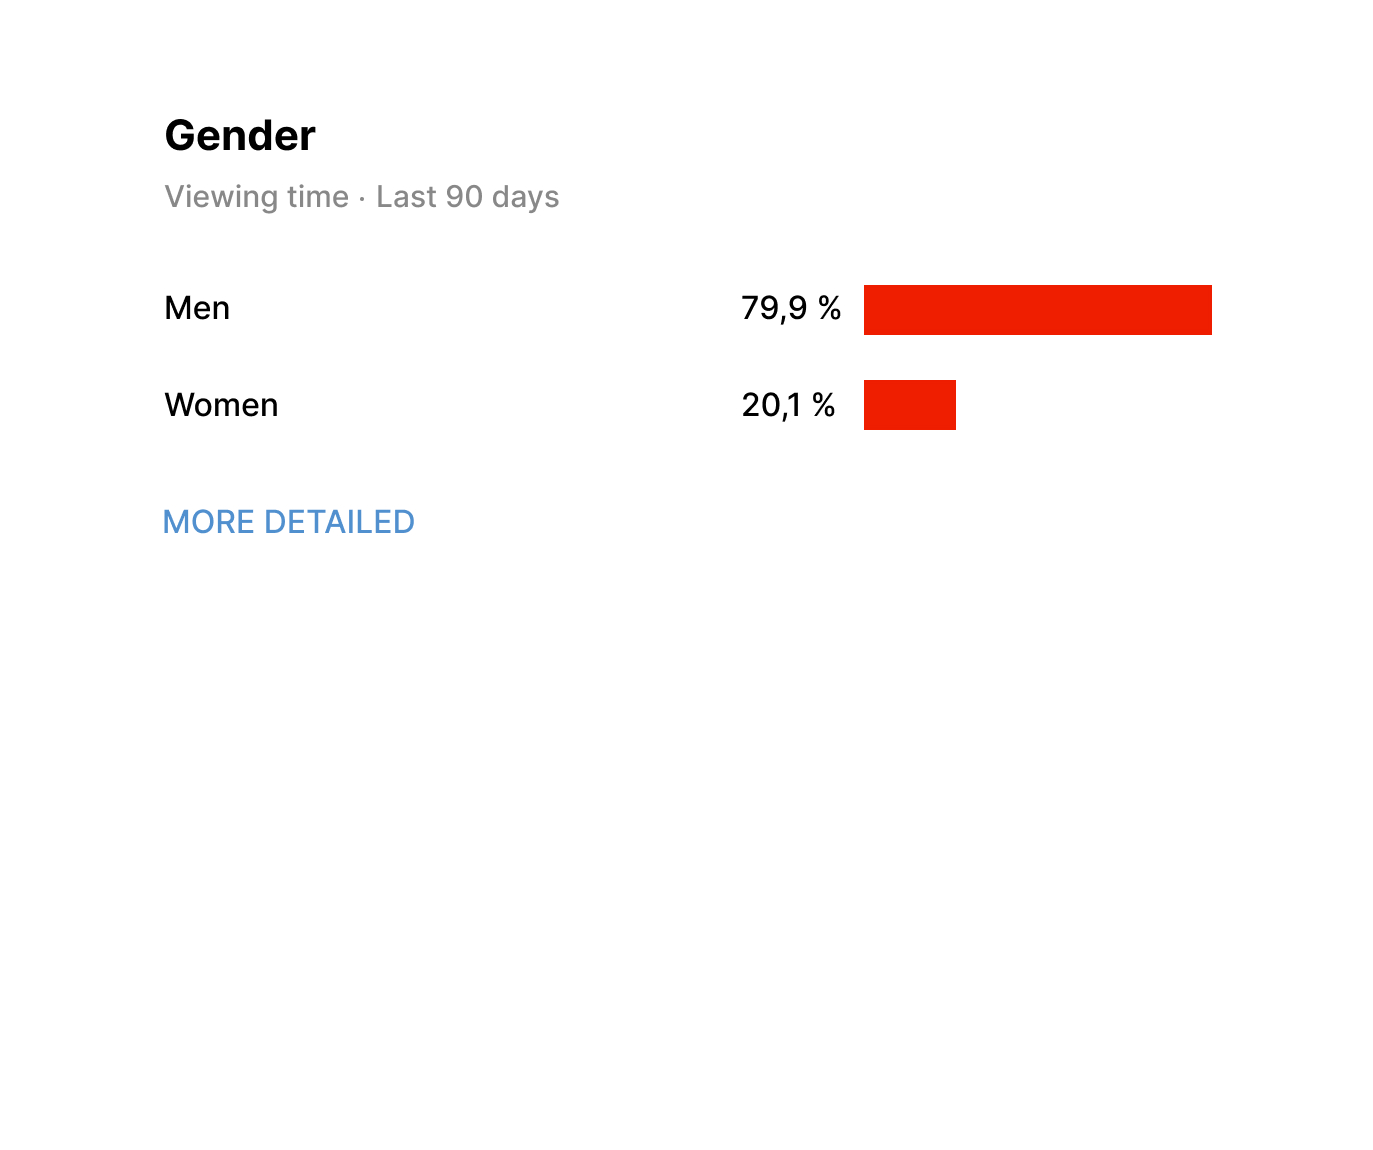 Gender
Viewing time · Last 90 days
Men 79,9 %
Women 20,1 %
MORE DETAILED